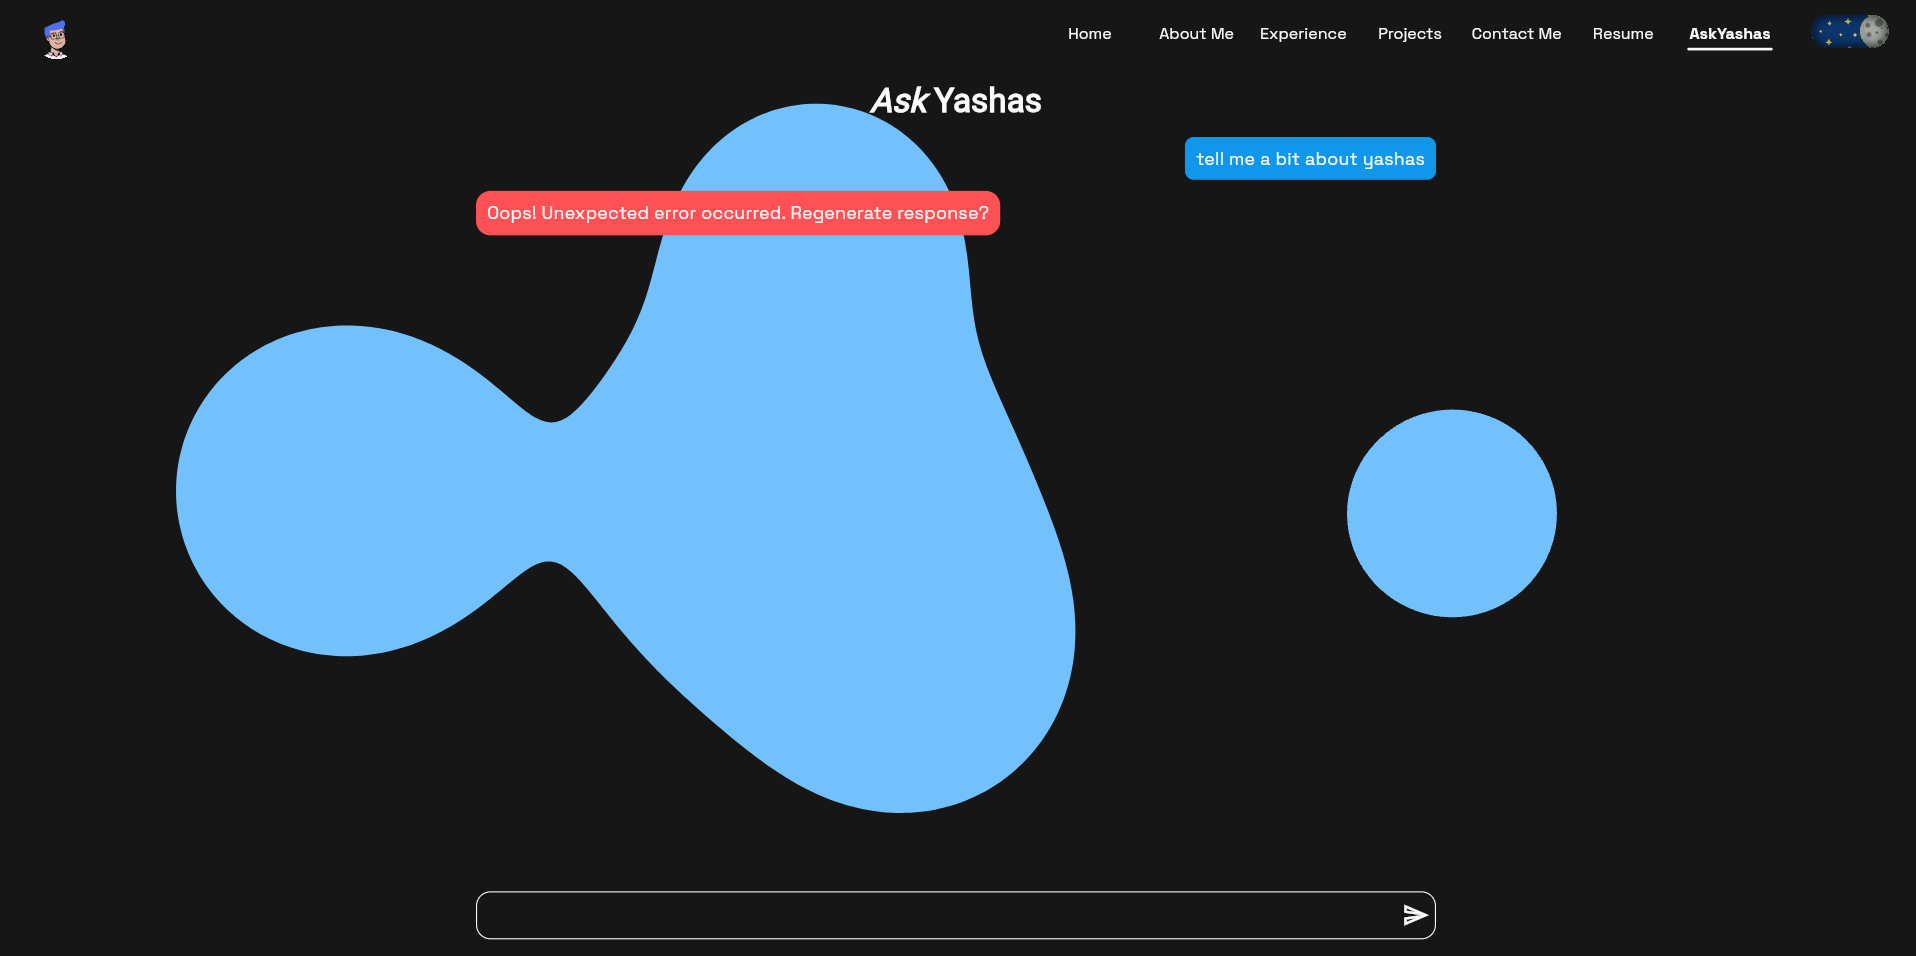 Home About Me Experience Projects Contact Me Resume AskYashas
Ask Yashas
tell me a bit about yashas
Oops! Unexpected error occurred. Regenerate response?